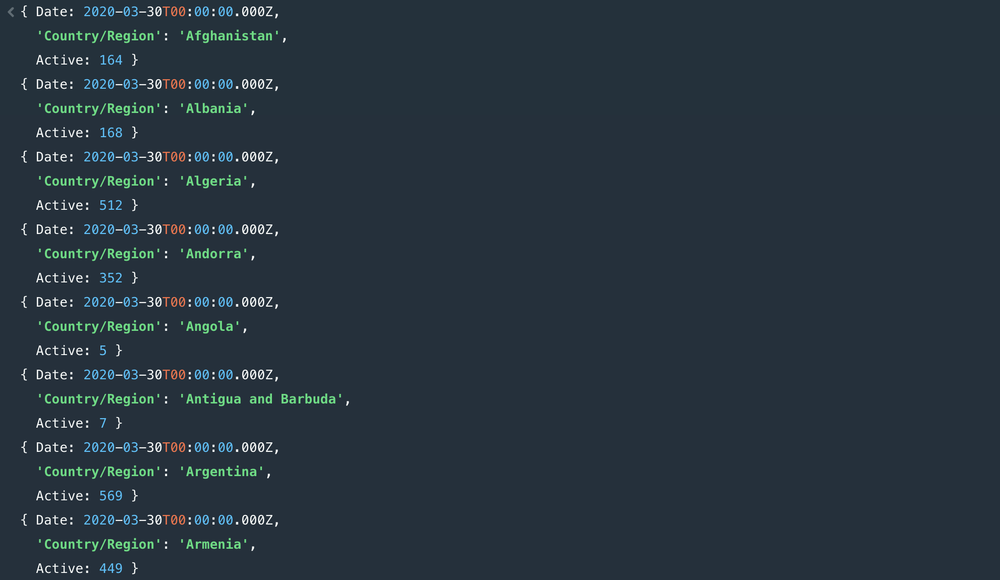 { Date: 2020-03-30T00:00:00.000Z,
'Country/Region': 'Afghanistan',
Active: 164 }
{ Date: 2020-03-30T00:00:00.000Z,
'Country/Region': 'Albania',
Active: 168 }
{ Date: 2020-03-30T00:00:00.000Z,
'Country/Region': 'Algeria',
Active: 512 }
{ Date: 2020-03-30T00:00:00.000Z,
'Country/Region': 'Andorra',
Active: 352 }
{ Date: 2020-03-30T00:00:00.000Z,
'Country/Region': 'Angola',
Active: 5 }
{ Date: 2020-03-30T00:00:00.000Z,
'Country/Region': 'Antigua and Barbuda',
Active: 7 }
{ Date: 2020-03-30T00:00:00.000Z,
'Country/Region': 'Argentina',
Active: 569 }
{ Date: 2020-03-30T00:00:00.000Z,
'Country/Region': 'Armenia',
Active: 449 }